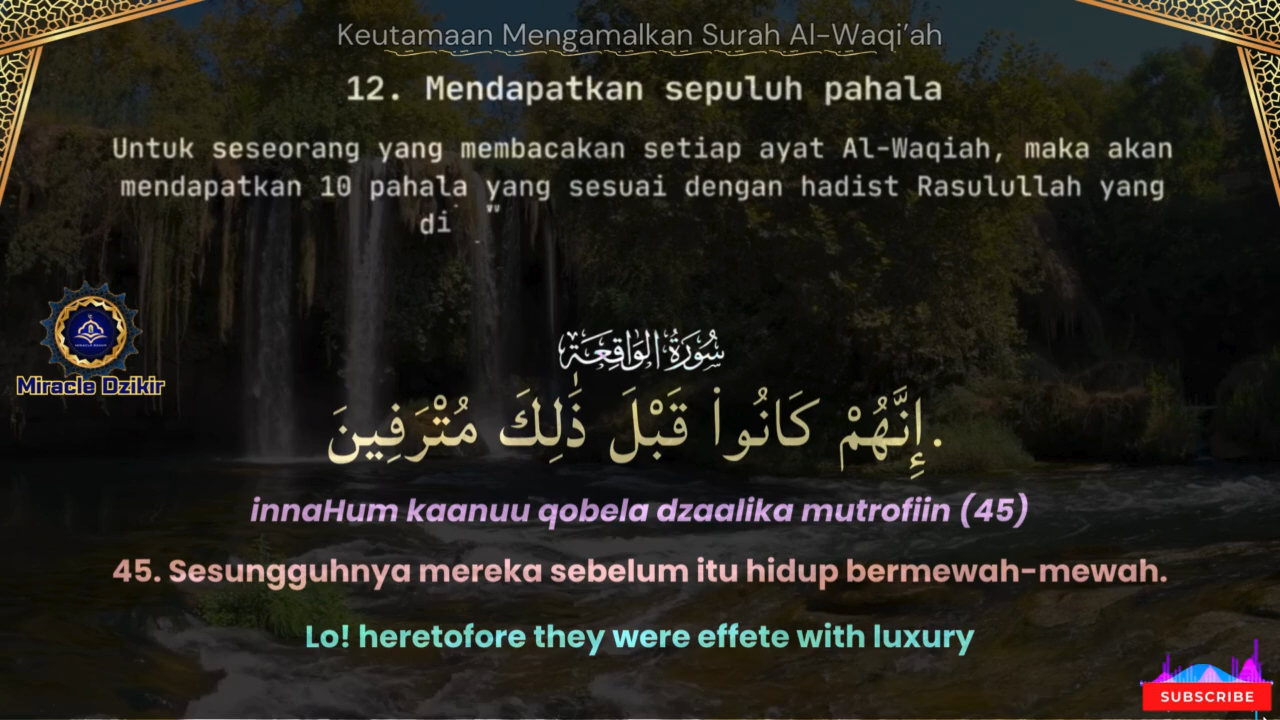 Keutamaan Mengamalkan Surah Al-Waqi’ah
12. Mendapatkan sepuluh pahala
Untuk seseorang yang membacakan setiap ayat Al-Waqiah, maka akan
mendapatkan 10 pahala yang sesuai dengan hadist Rasulullah yang
di
سُورَةُ الوَاقِعَة
إِنَّهُمْ كَانُوا۟ قَبْلَ ذَٰلِكَ مُتْرَفِينَ.
Miracle Dzikir
innaHum kaanuu qobela dzaalika mutrofiin (45)
45. Sesungguhnya mereka sebelum itu hidup bermewah-mewah.
Lo! heretofore they were effete with luxury
SUBSCRIBE